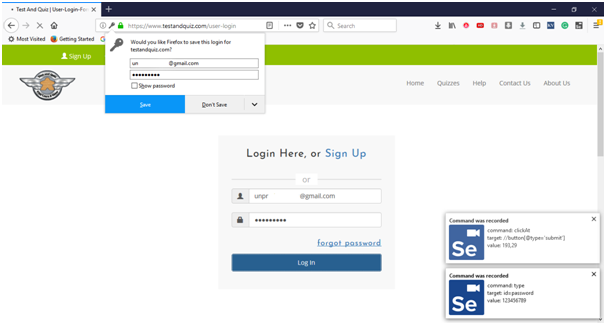 Test And Quiz | User-Login-For
https://www.testandquiz.com/user-login
Search
Most Visited
Getting Started
Would you like Firefox to save this login for
testandquiz.com?
un @gmail.com
●●●●●●●●●
Show password
Save
Don't Save
Sign Up
Home Quizzes Help Contact Us About Us
Login Here, or Sign Up
or
unpr @gmail.com
●●●●●●●●●
forgot password
Log In
Command was recorded
command: clickAt
target: //button[@type='submit']
value: 193,29
Se
Command was recorded
command: type
target: id=password
value: 123456789
Se